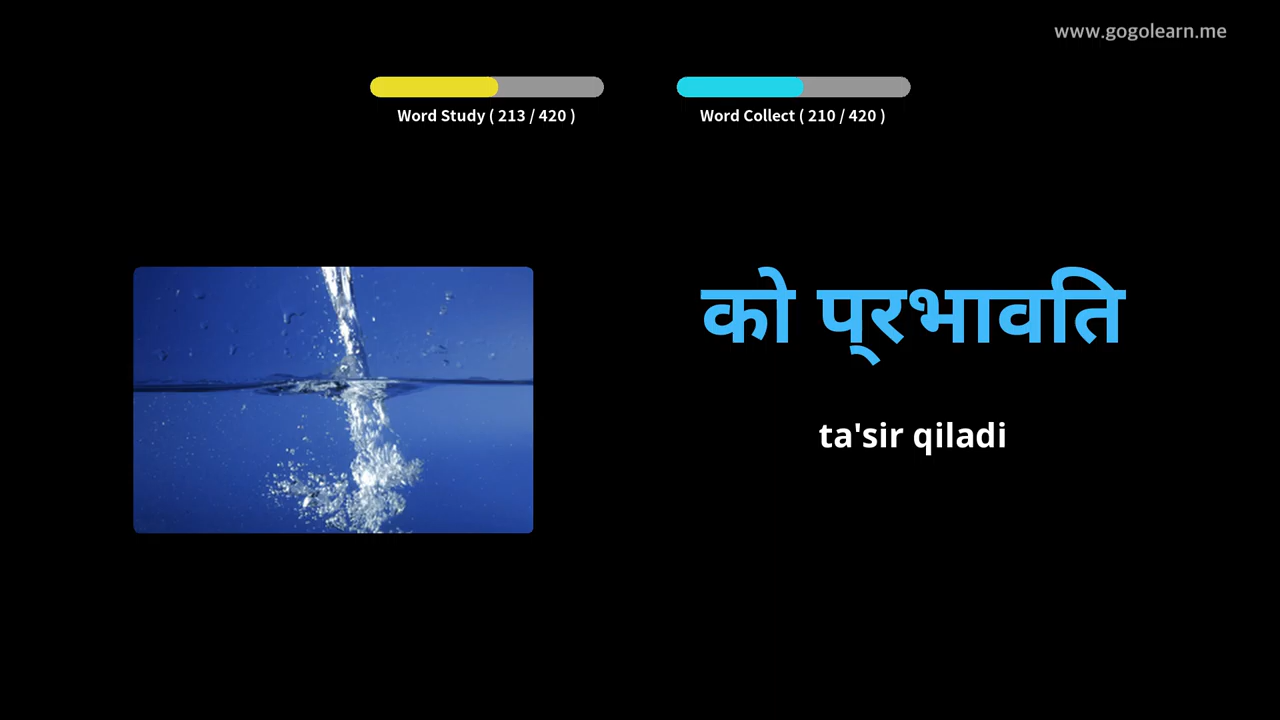 www.gogolearn.me
Word Study ( 213 / 420 )
Word Collect ( 210 / 420 )
को प्‌रभावति
ta'sir qiladi